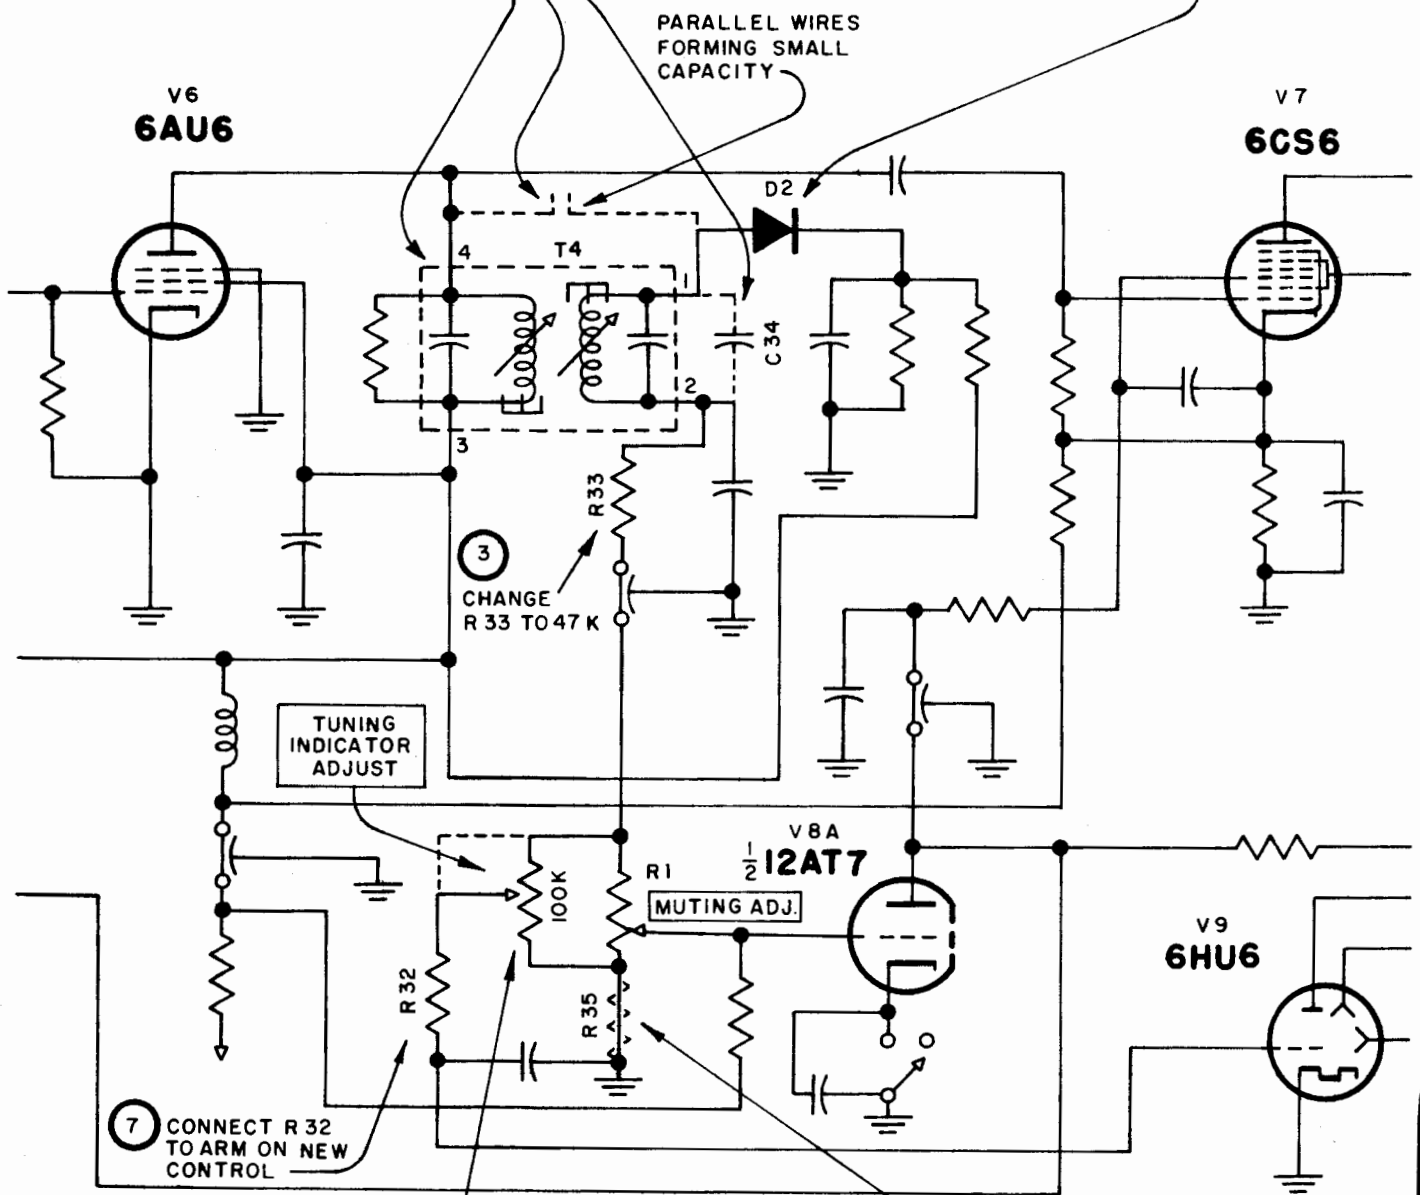 PARALLEL WIRES
FORMING SMALL
CAPACITY
V6
6AU6
V7
6CS6
D2
4
T4
1
C34
2
3
R33
3
CHANGE
R33 TO 47K
TUNING
INDICATOR
ADJUST
100K
R1
MUTING ADJ.
V8A
1/2 12AT7
V9
6HU6
R32
R35
7
CONNECT R32
TO ARM ON NEW
CONTROL